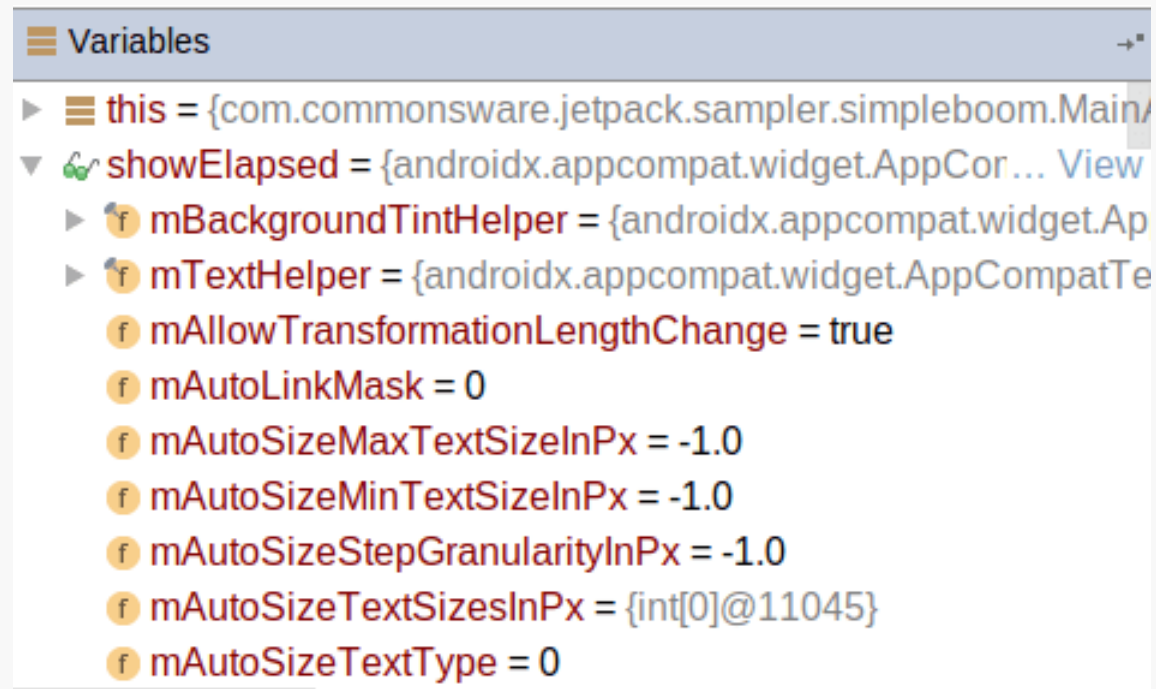 Variables
this = {com.commonsware.jetpack.sampler.simpleboom.MainA
showElapsed = {androidx.appcompat.widget.AppCor... View
f mBackgroundTintHelper = {androidx.appcompat.widget.Ap
f mTextHelper = {androidx.appcompat.widget.AppCompatTe
f mAllowTransformationLengthChange = true
f mAutoLinkMask = 0
f mAutoSizeMaxTextSizeInPx = -1.0
f mAutoSizeMinTextSizeInPx = -1.0
f mAutoSizeStepGranularityInPx = -1.0
f mAutoSizeTextSizesInPx = {int[0]@11045}
f mAutoSizeTextType = 0